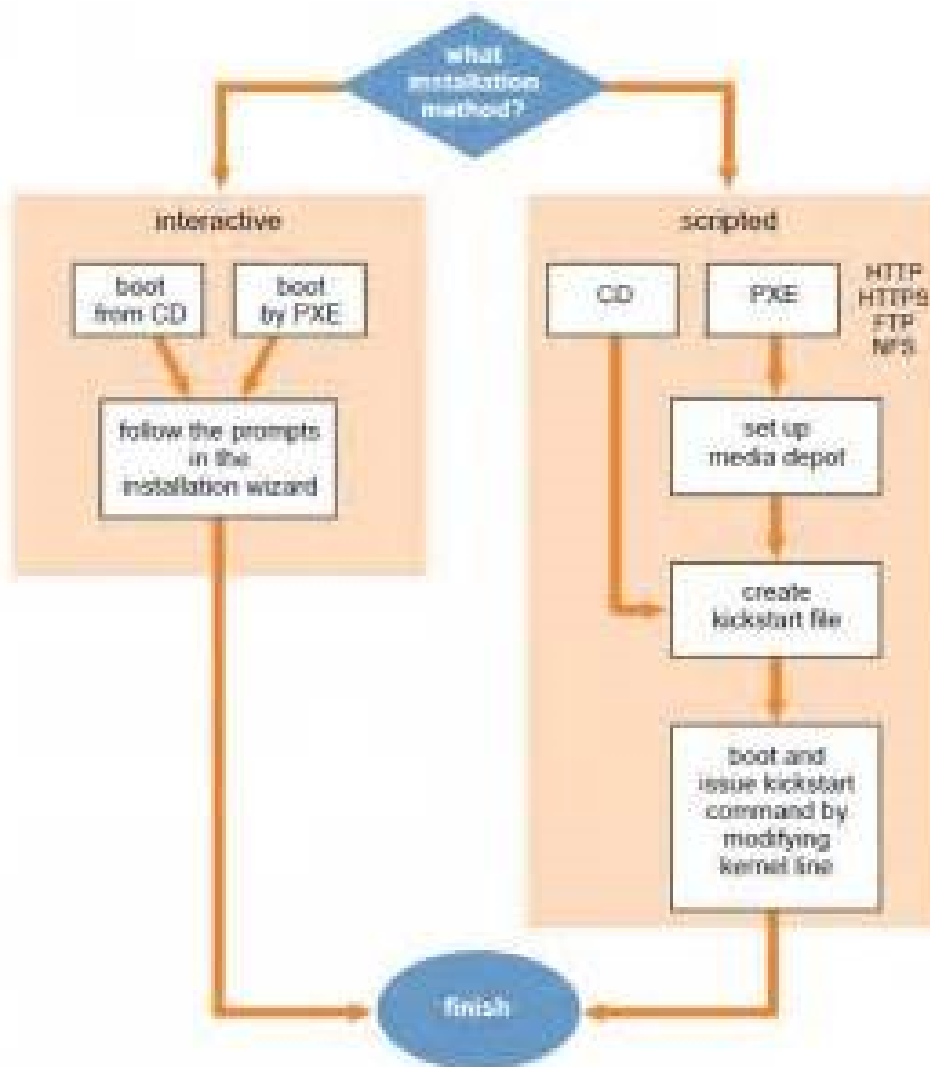 what
installation
method?
interactive
boot
from CD
boot
by PXE
follow the prompts
in the
installation wizard
scripted
CD
PXE
HTTP
HTTPS
FTP
NFS
set up
media depot
create
kickstart file
boot and
issue kickstart
command by
modifying
kernel line
finish